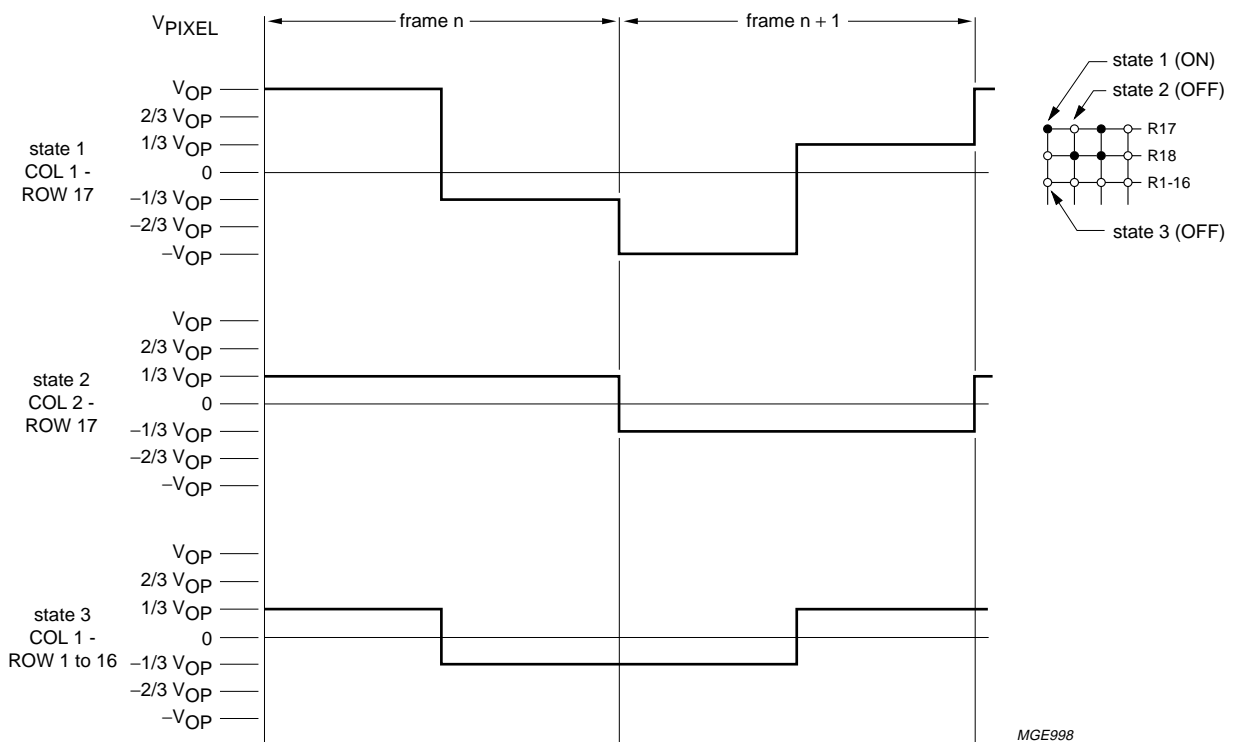 VPIXEL
frame n
frame n + 1
state 1
COL 1 -
ROW 17
VOP
2/3 VOP
1/3 VOP
0
−1/3 VOP
−2/3 VOP
−VOP
state 2
COL 2 -
ROW 17
VOP
2/3 VOP
1/3 VOP
0
−1/3 VOP
−2/3 VOP
−VOP
state 3
COL 1 -
ROW 1 to 16
VOP
2/3 VOP
1/3 VOP
0
−1/3 VOP
−2/3 VOP
−VOP
state 1 (ON)
state 2 (OFF)
R17
R18
R1-16
state 3 (OFF)
MGE998